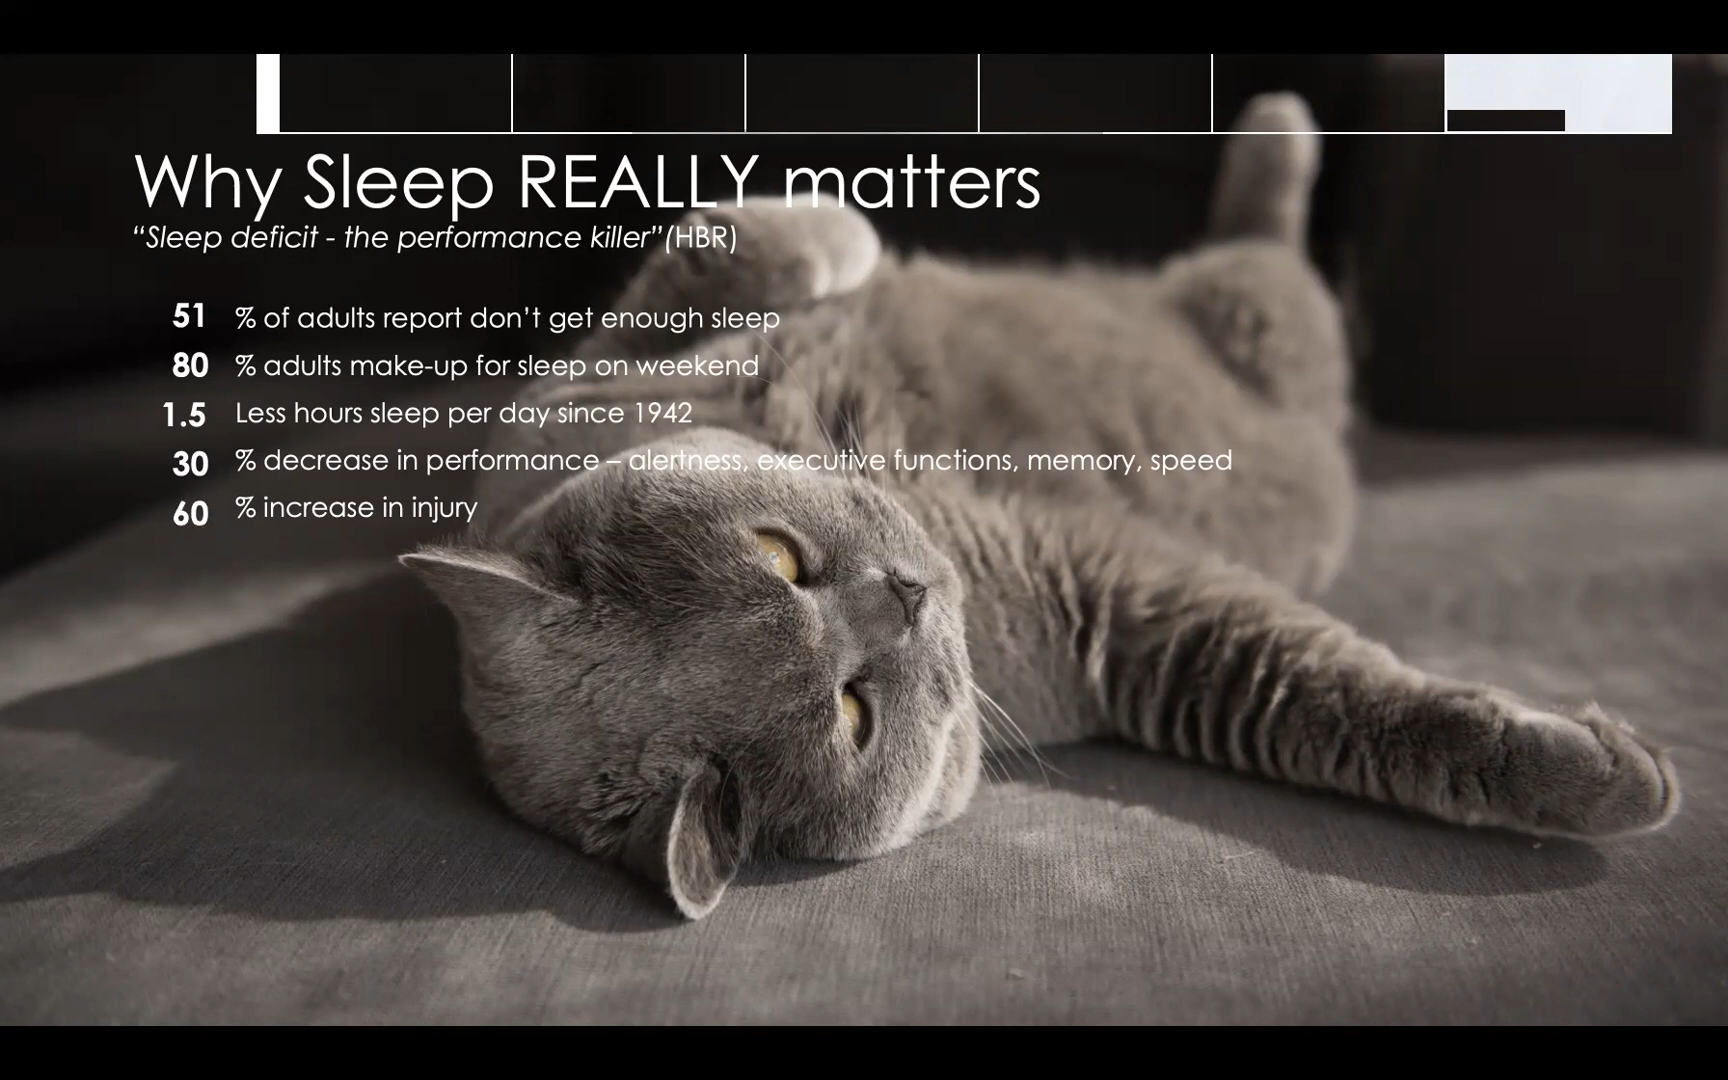 Why Sleep REALLY matters
“Sleep deficit - the performance killer”(HBR)
51 % of adults report don’t get enough sleep
80 % adults make-up for sleep on weekend
1.5 Less hours sleep per day since 1942
30 % decrease in performance – alertness, executive functions, memory, speed
60 % increase in injury